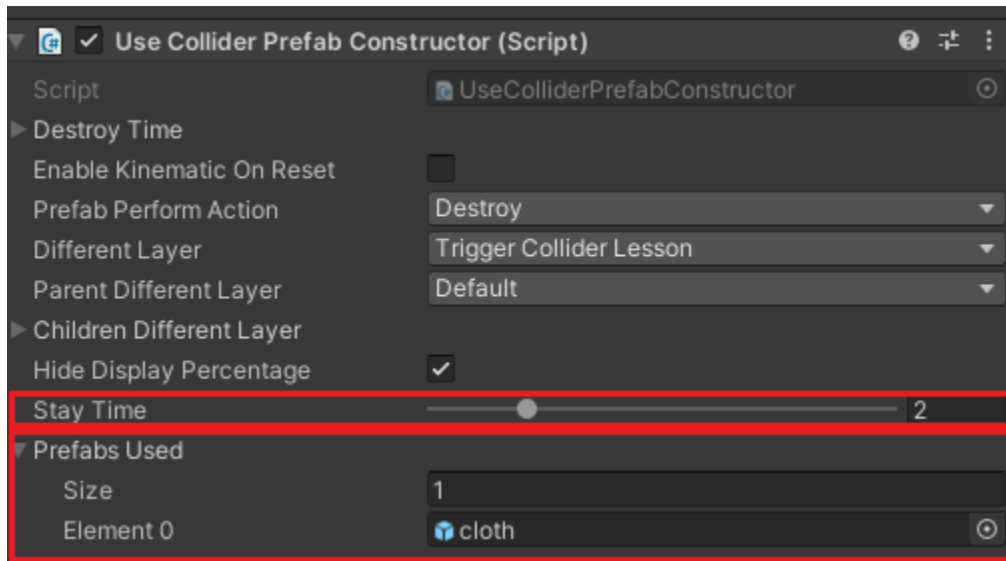 Use Collider Prefab Constructor (Script)
Script UseColliderPrefabConstructor
Destroy Time
Enable Kinematic On Reset
Prefab Perform Action Destroy
Different Layer Trigger Collider Lesson
Parent Different Layer Default
Children Different Layer
Hide Display Percentage
Stay Time 2
Prefabs Used
Size 1
Element 0 cloth